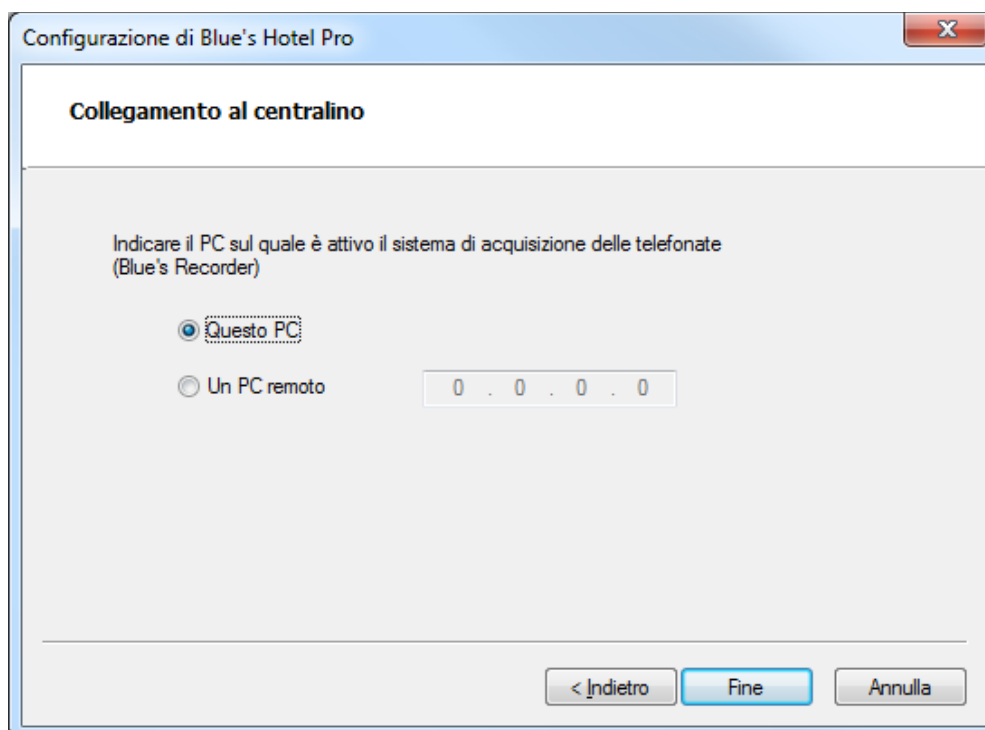 Configurazione di Blue's Hotel Pro
Collegamento al centralino
Indicare il PC sul quale è attivo il sistema di acquisizione delle telefonate
(Blue's Recorder)
Questo PC
Un PC remoto 0 . 0 . 0 . 0
< Indietro Fine Annulla